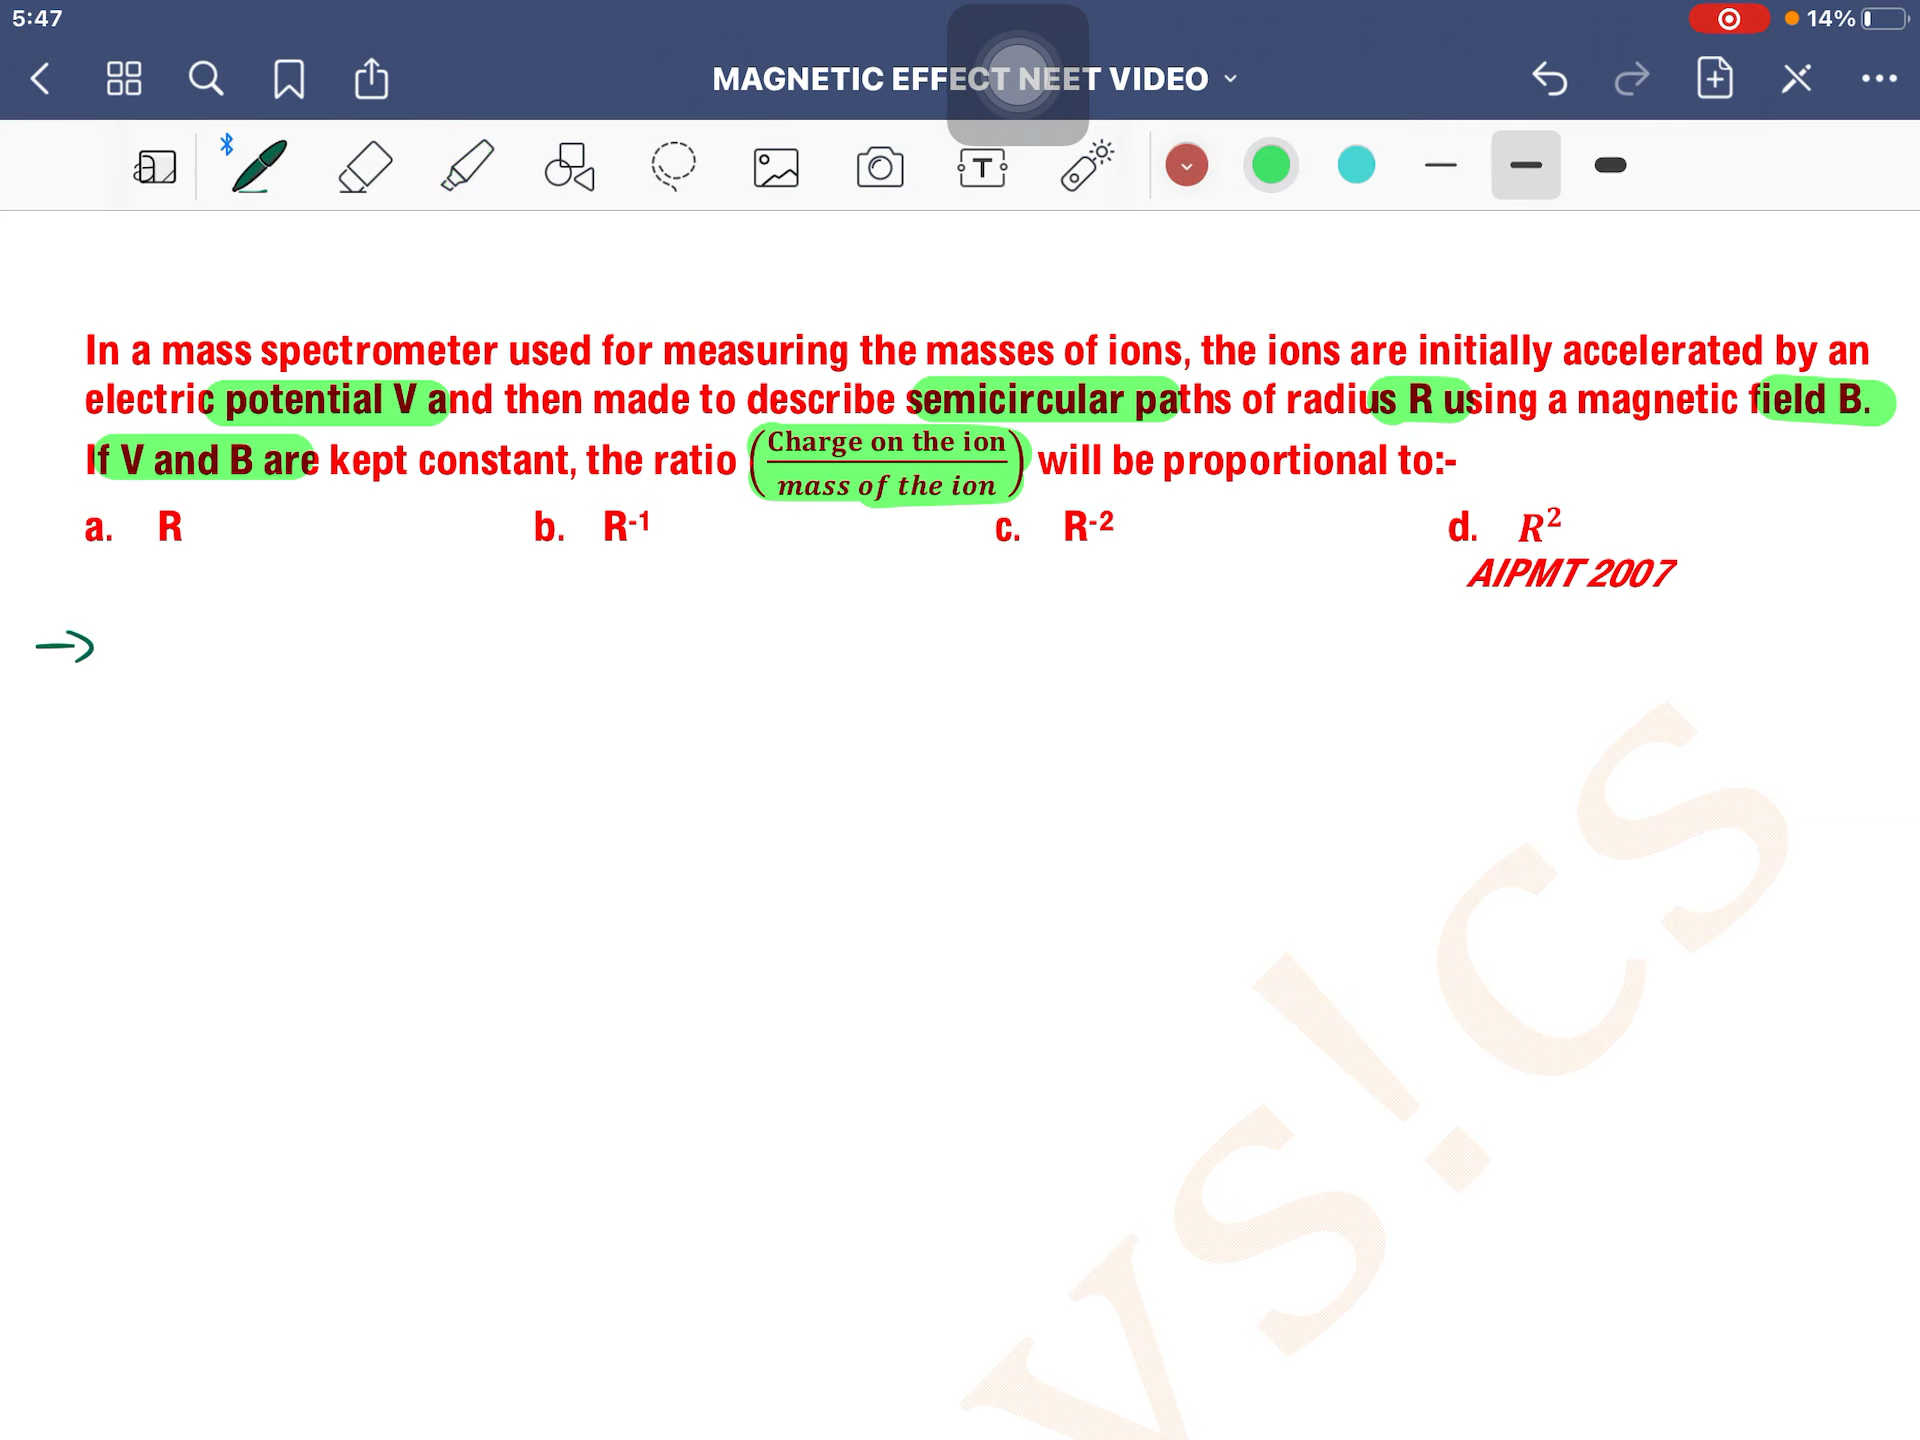 5:47
14%
MAGNETIC EFFECT NEET VIDEO
a
T
In a mass spectrometer used for measuring the masses of ions, the ions are initially accelerated by an
electric potential V and then made to describe semicircular paths of radius R using a magnetic field B.
If V and B are kept constant, the ratio (Charge on the ion / mass of the ion) will be proportional to:-
a. R b. R⁻¹ c. R⁻² d. R²
AIPMT 2007
→
vs!cs